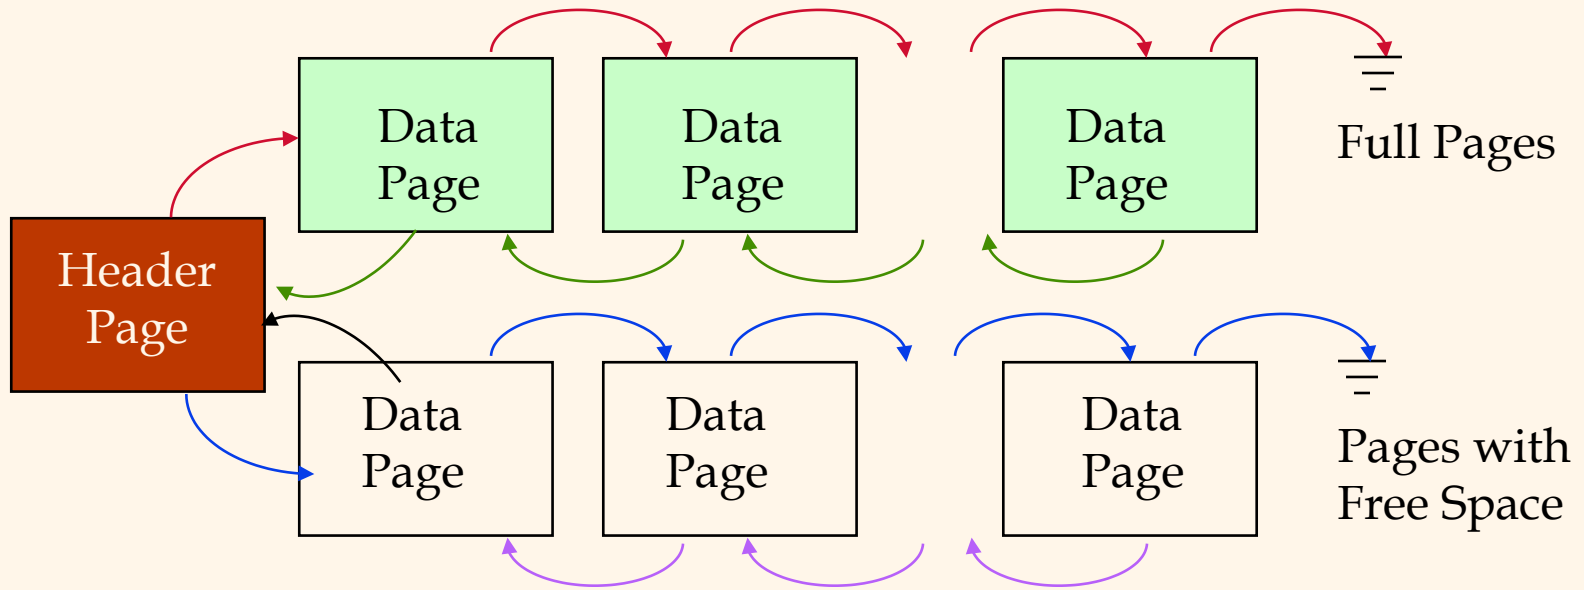 Data
Page
Data
Page
Data
Page
Full Pages
Header
Page
Data
Page
Data
Page
Data
Page
Pages with
Free Space